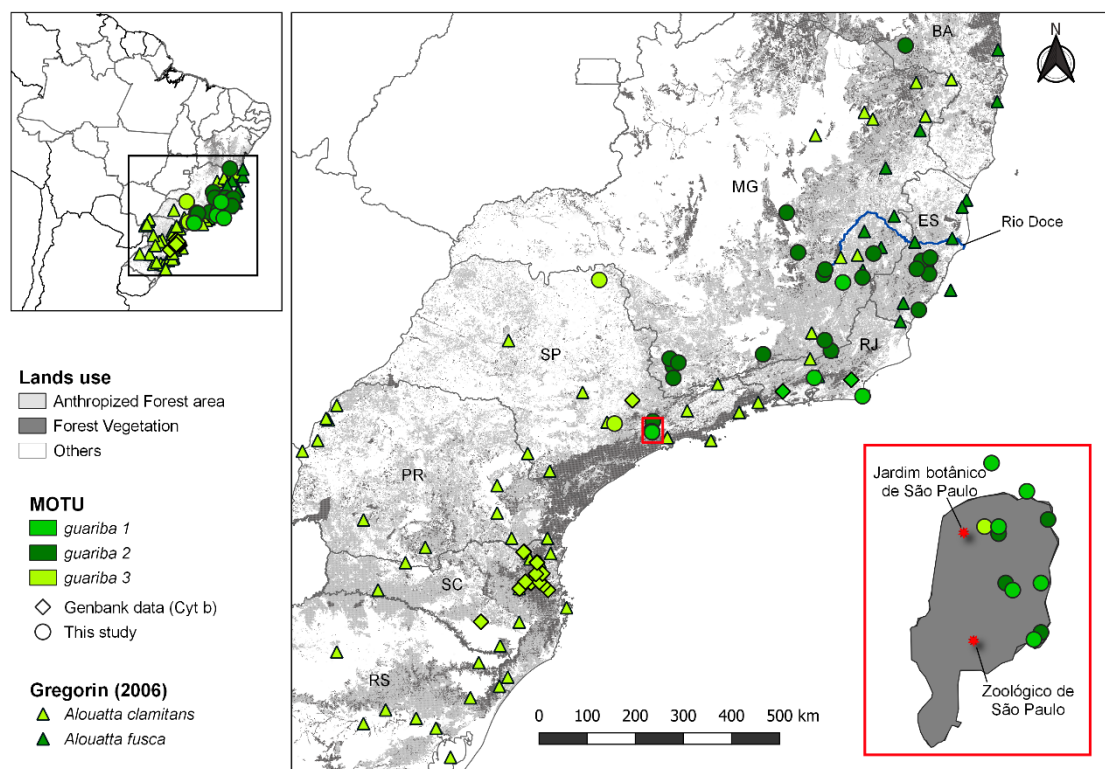 Lands use
Anthropized Forest area
Forest Vegetation
Others
MOTU
guariba 1
guariba 2
guariba 3
Genbank data (Cyt b)
This study
Gregorin (2006)
Alouatta clamitans
Alouatta fusca
N
BA
MG
ES
Rio Doce
SP
RJ
PR
SC
RS
0 100 200 300 400 500 km
Jardim botânico
de São Paulo
Zoológico de
São Paulo